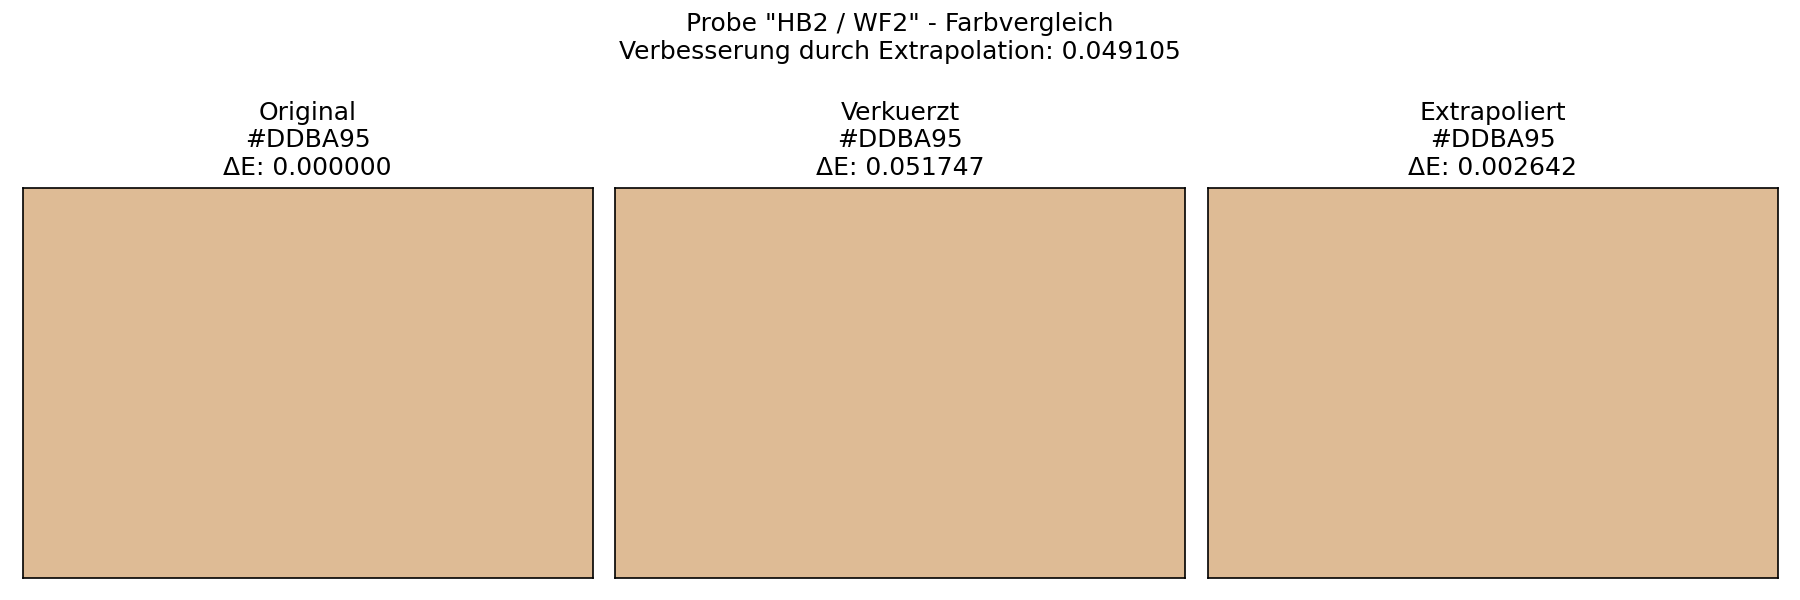 Probe "HB2 / WF2" - Farbvergleich
Verbesserung durch Extrapolation: 0.049105
Original
#DDBA95
ΔE: 0.000000
Verkuerzt
#DDBA95
ΔE: 0.051747
Extrapoliert
#DDBA95
ΔE: 0.002642